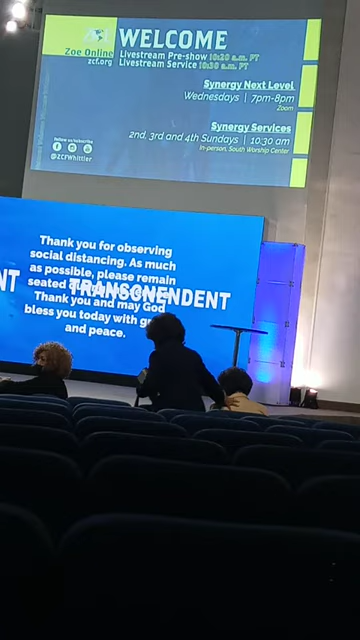 WELCOME
Zoe Online
zcf.org
Livestream Pre-show 10:20 a.m. PT
Livestream Service 10:30 a.m. PT
Synergy Next Level
Wednesdays | 7pm-8pm
Zoom
Synergy Services
2nd, 3rd and 4th Sundays | 10:30 am
In-person, South Worship Center
follow us/subscribe
@ZCFWhittier
Thank you for observing
social distancing. As much
as possible, please remain
seated
NT
TRANSCNENDENT
Thank you and may God
bless you today with
and peace.